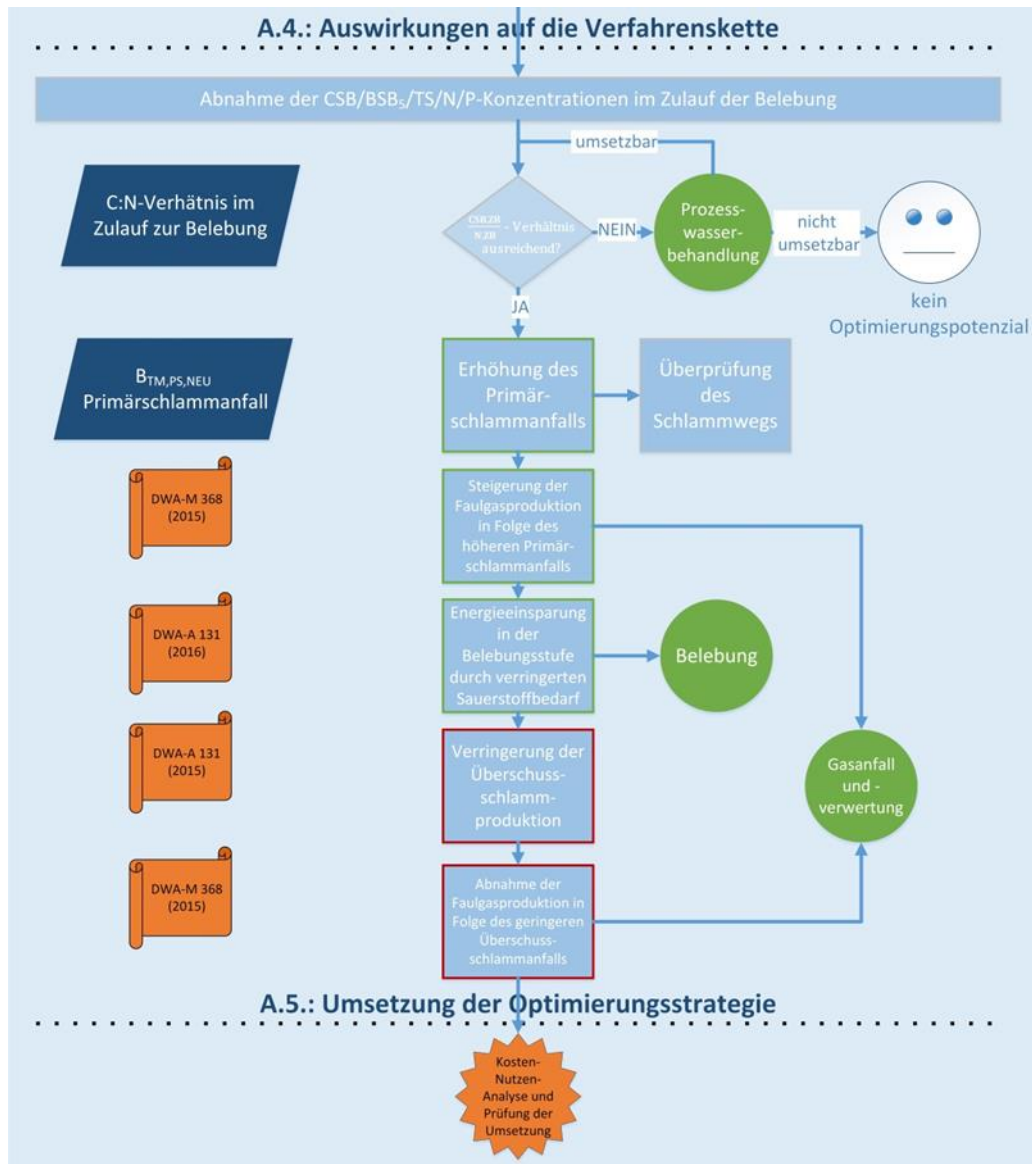 A.4.: Auswirkungen auf die Verfahrenskette
Abnahme der CSB/BSB₅/TS/N/P-Konzentrationen im Zulauf der Belebung
umsetzbar
C:N-Verhätnis im
Zulauf zur Belebung
CSB,ZB
N,ZB
- Verhältnis
ausreichend?
NEIN
Prozess-
wasser-
behandlung
nicht
umsetzbar
kein
Optimierungspotenzial
JA
B_TM,PS,NEU
Primärschlammanfall
Erhöhung des
Primär-
schlammanfalls
Überprüfung
des
Schlammwegs
DWA-M 368
(2015)
Steigerung der
Faulgasproduktion
in Folge des
höheren Primär-
schlammanfalls
DWA-A 131
(2016)
Energieeinsparung
in der
Belebungsstufe
durch verringerten
Sauerstoffbedarf
Belebung
DWA-A 131
(2015)
Verringerung der
Überschuss-
schlamm-
produktion
Gasanfall
und -
verwertung
DWA-M 368
(2015)
Abnahme der
Faulgasproduktion in
Folge des geringeren
Überschuss-
schlammanfalls
A.5.: Umsetzung der Optimierungsstrategie
Kosten-
Nutzen-
Analyse und
Prüfung der
Umsetzung